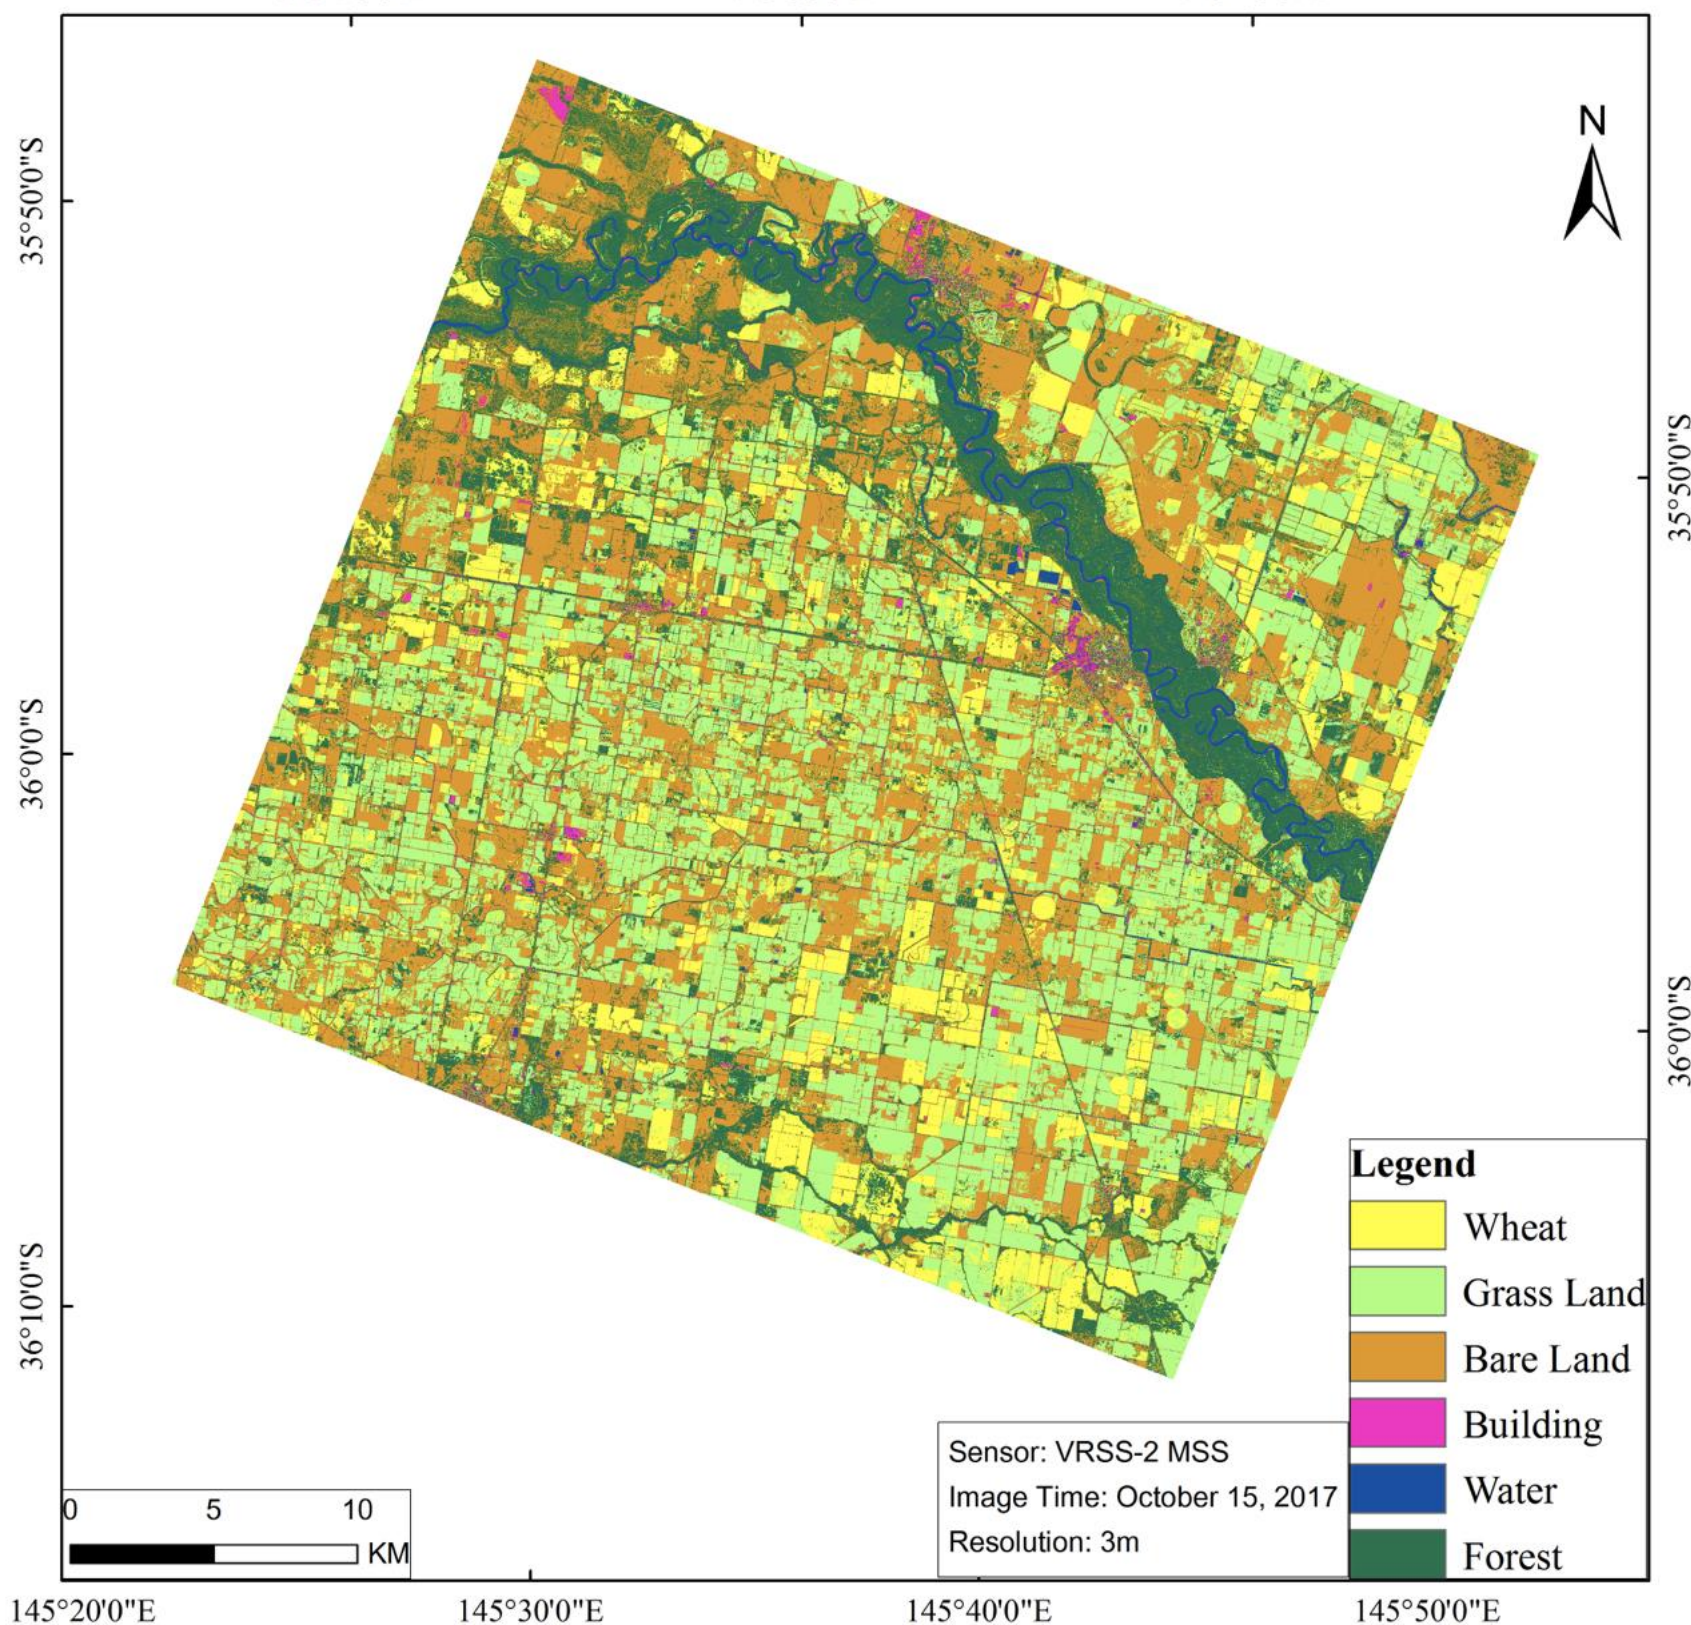 N
35°50'0"S
35°50'0"S
36°0'0"S
36°0'0"S
36°10'0"S
Legend
Wheat
Grass Land
Bare Land
Building
Water
Forest
Sensor: VRSS-2 MSS
Image Time: October 15, 2017
Resolution: 3m
0 5 10
KM
145°20'0"E 145°30'0"E 145°40'0"E 145°50'0"E